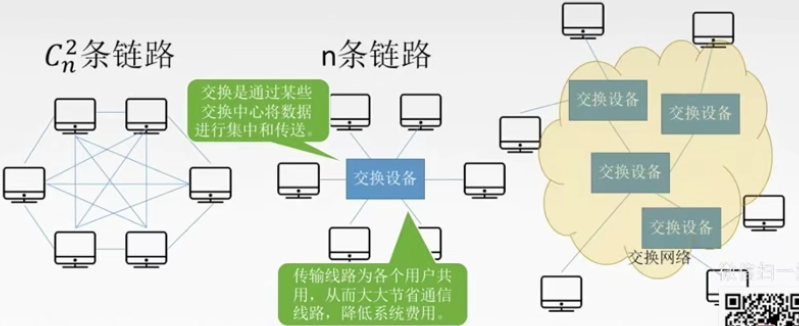 C_n^2条链路
n条链路
交换是通过某些
交换中心将数据
进行集中和传送。
交换设备
传输线路为各个用户共
用，从而大大节省通信
线路，降低系统费用。
交换设备
交换设备
交换设备
交换设备
交换网络